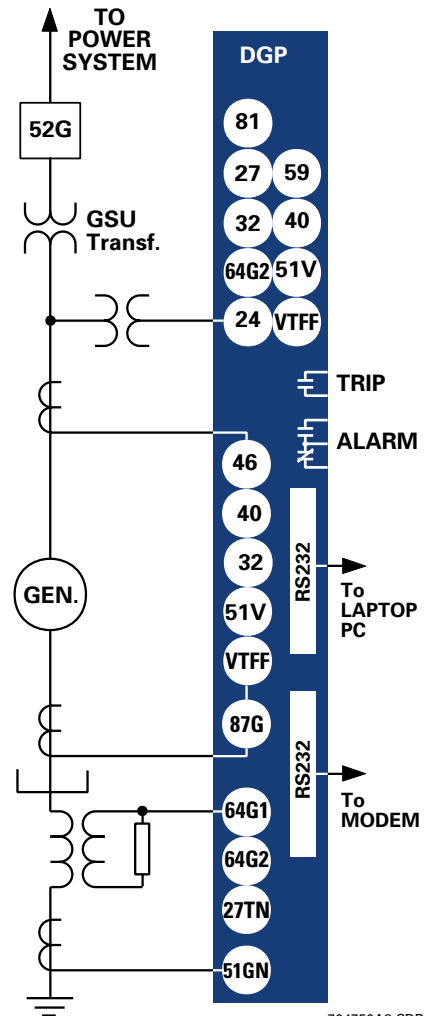 TO
POWER
SYSTEM
52G
GSU
Transf.
GEN.
DGP
81
27 59
32 40
64G2 51V
24 VTFF
TRIP
ALARM
46
40
32
51V
VTFF
87G
RS232
To
LAPTOP
PC
RS232
To
MODEM
64G1
64G2
27TN
51GN